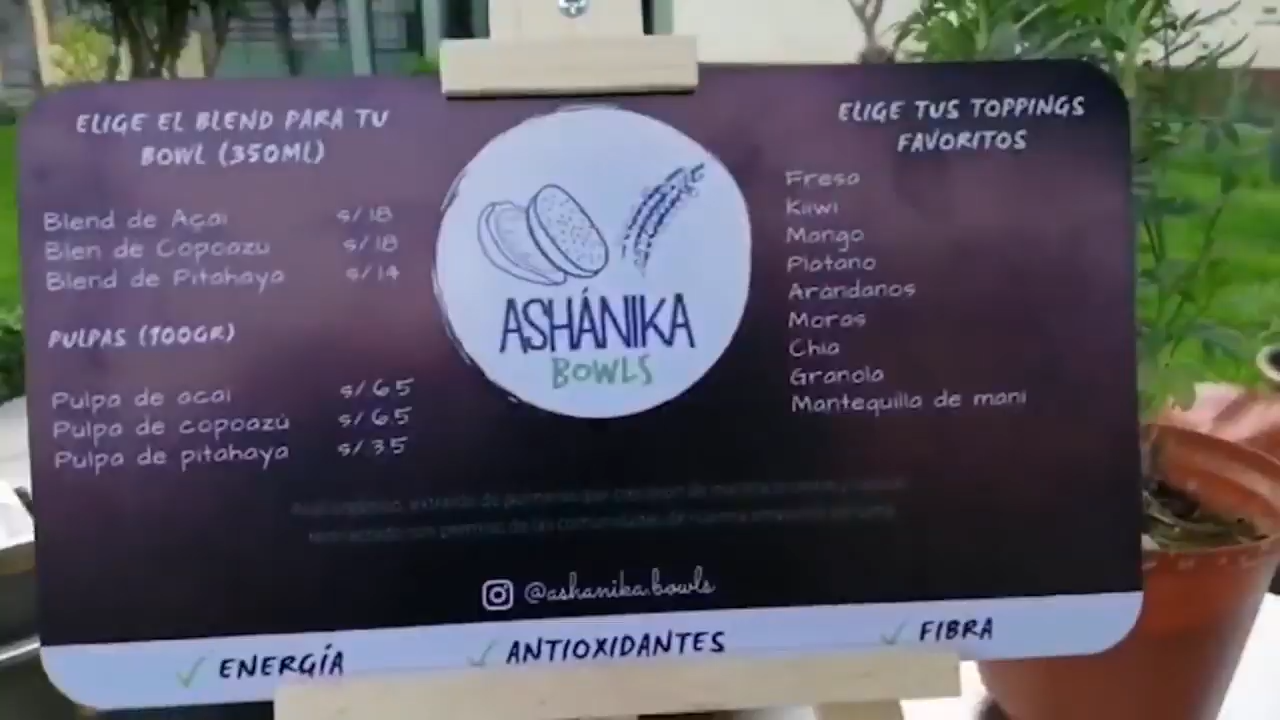 ELIGE EL BLEND PARA TU
BOWL (350ML)
Blend de Açai s/18
Blen de Copoazu s/18
Blend de Pitahaya s/14
PULPAS (900GR)
Pulpa de acai s/65
Pulpa de copoazú s/65
Pulpa de pitahaya s/35
ASHÁNIKA
BOWLS
ELIGE TUS TOPPINGS
FAVORITOS
Fresa
Kiwi
Mango
Platano
Arandanos
Moras
Chia
Granola
Mantequilla de mani
@ashanika.bowls
ENERGÍA
ANTIOXIDANTES
FIBRA